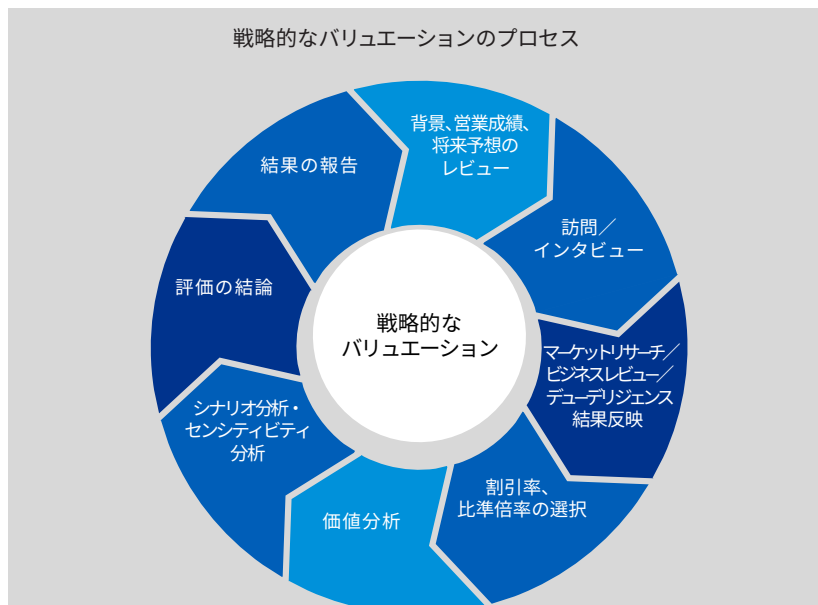 戦略的なバリュエーションのプロセス
背景、営業成績、
将来予想の
レビュー
訪問／
インタビュー
マーケットリサーチ／
ビジネスレビュー／
デューデリジェンス
結果反映
割引率、
比準倍率の選択
価値分析
シナリオ分析・
センシティビティ
分析
評価の結論
結果の報告
戦略的な
バリュエーション